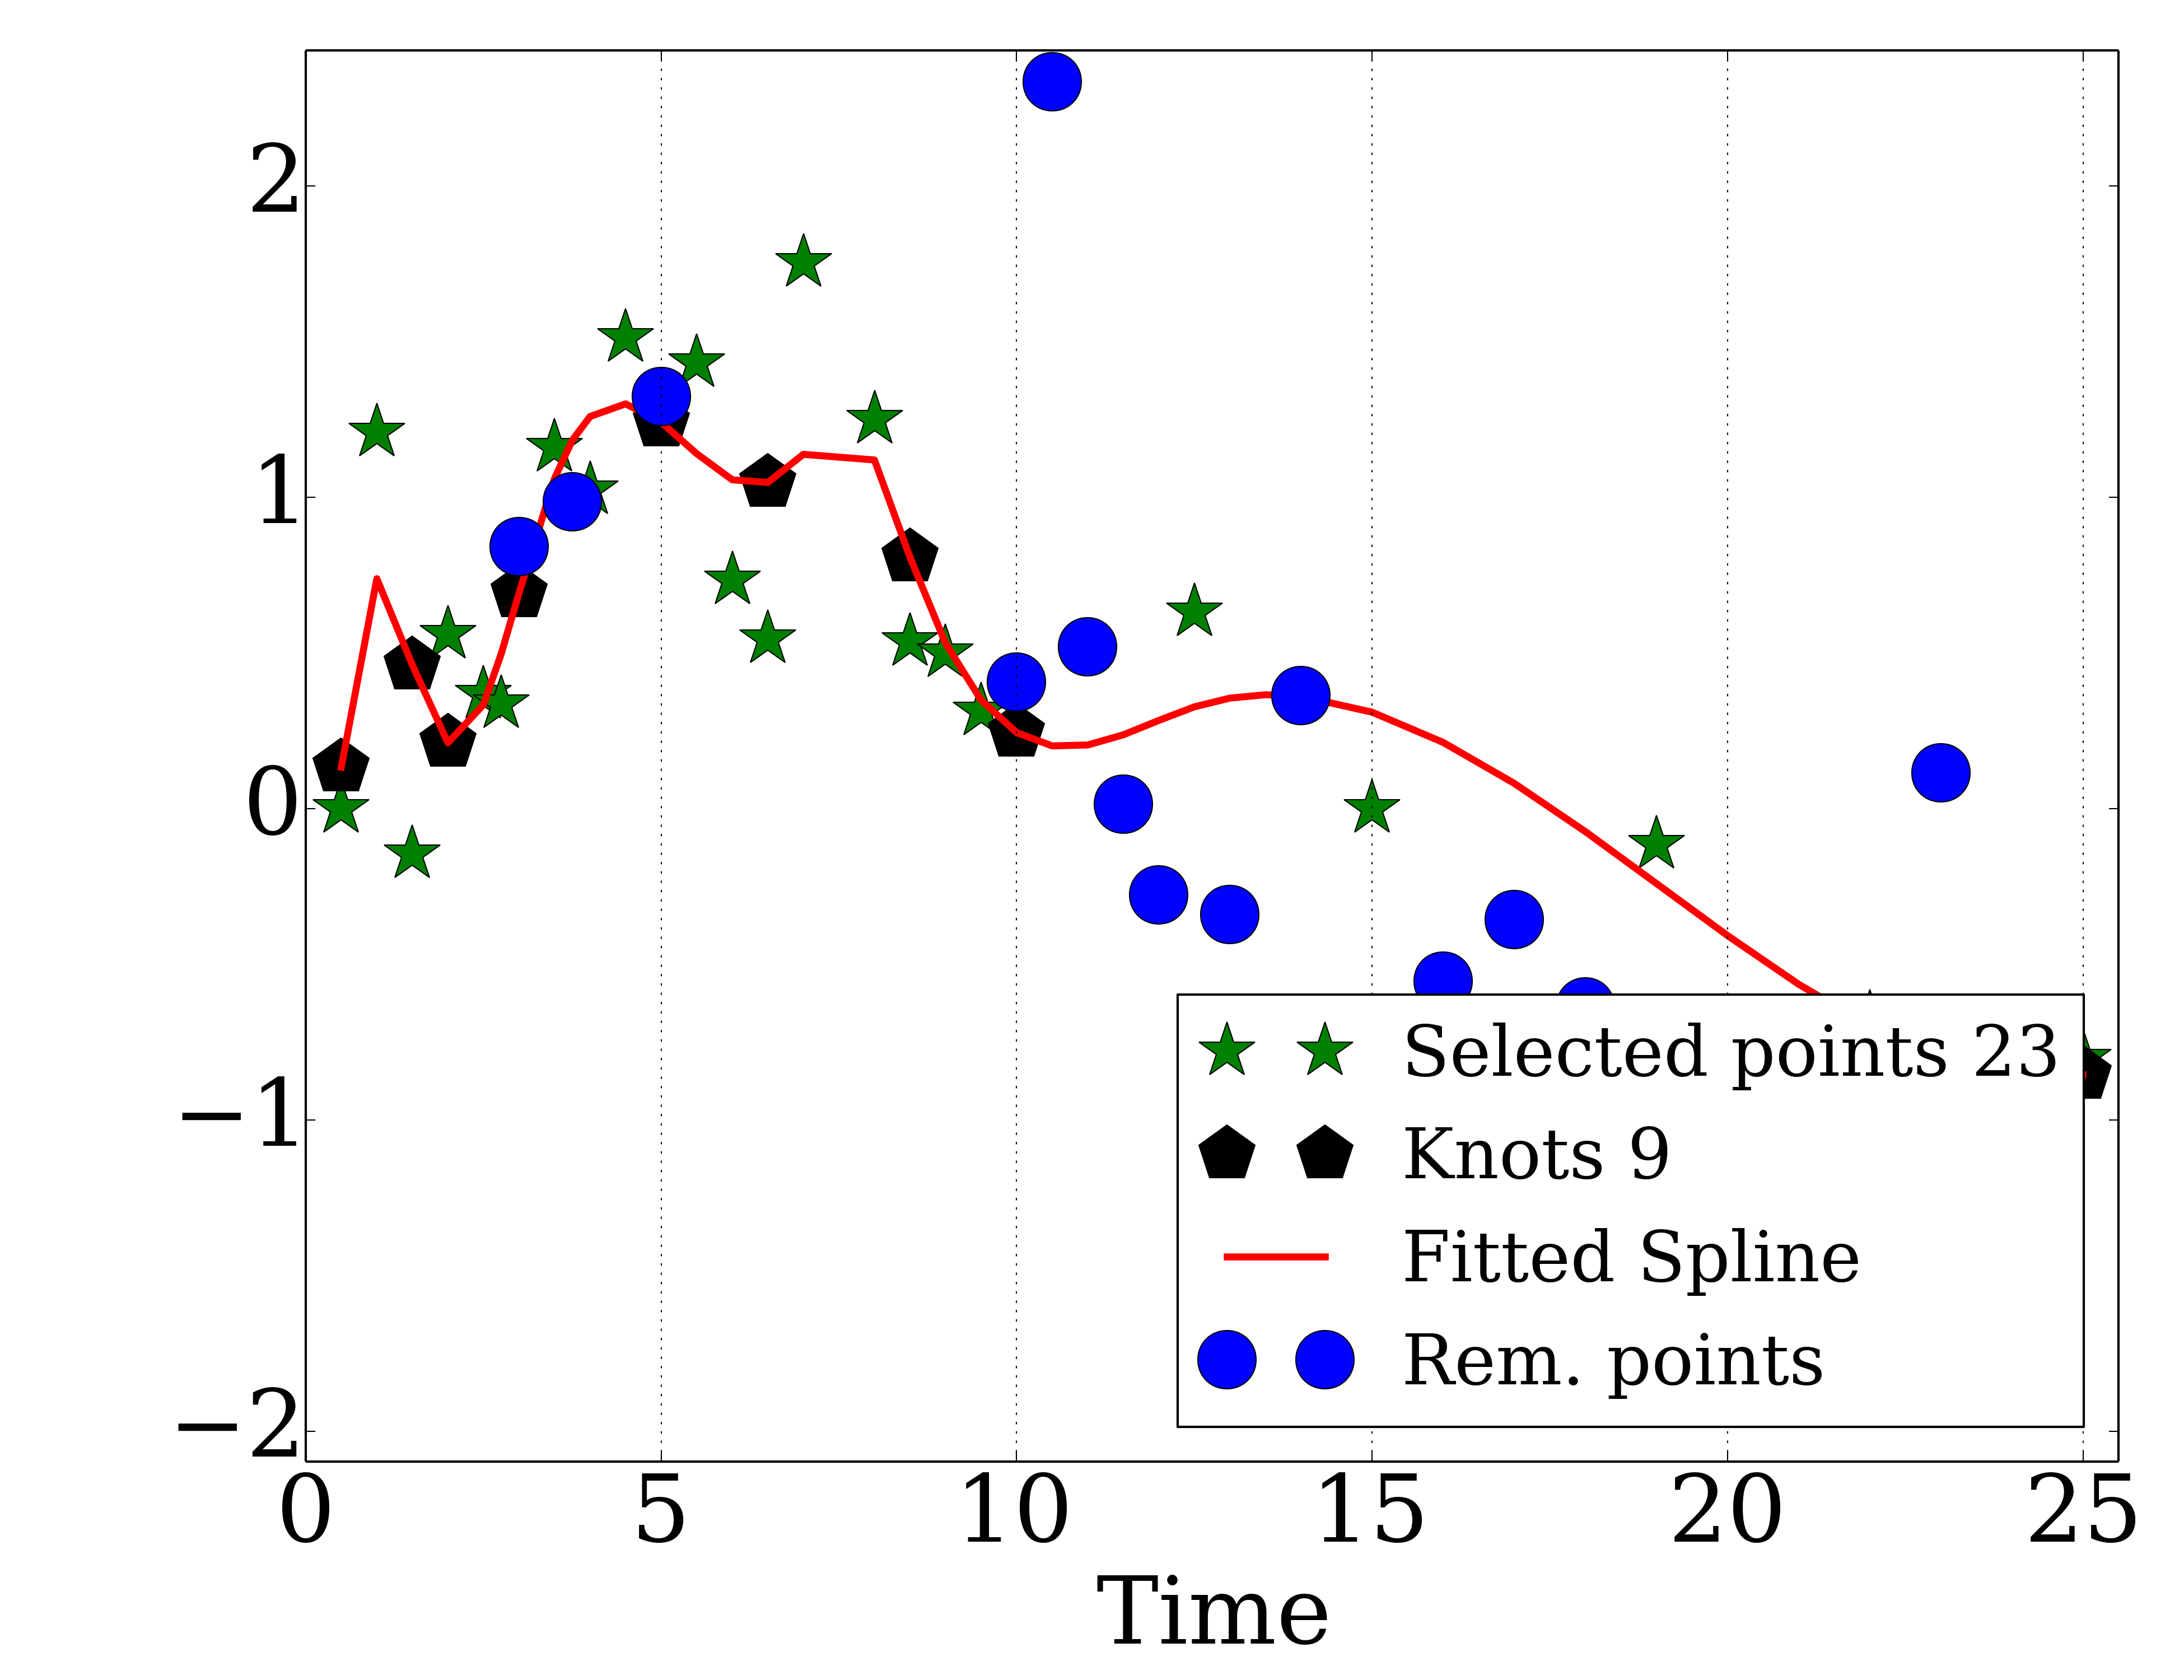 2
1
0
−1
−2
0 5 10 15 20 25
Time
Selected points 23
Knots 9
Fitted Spline
Rem. points